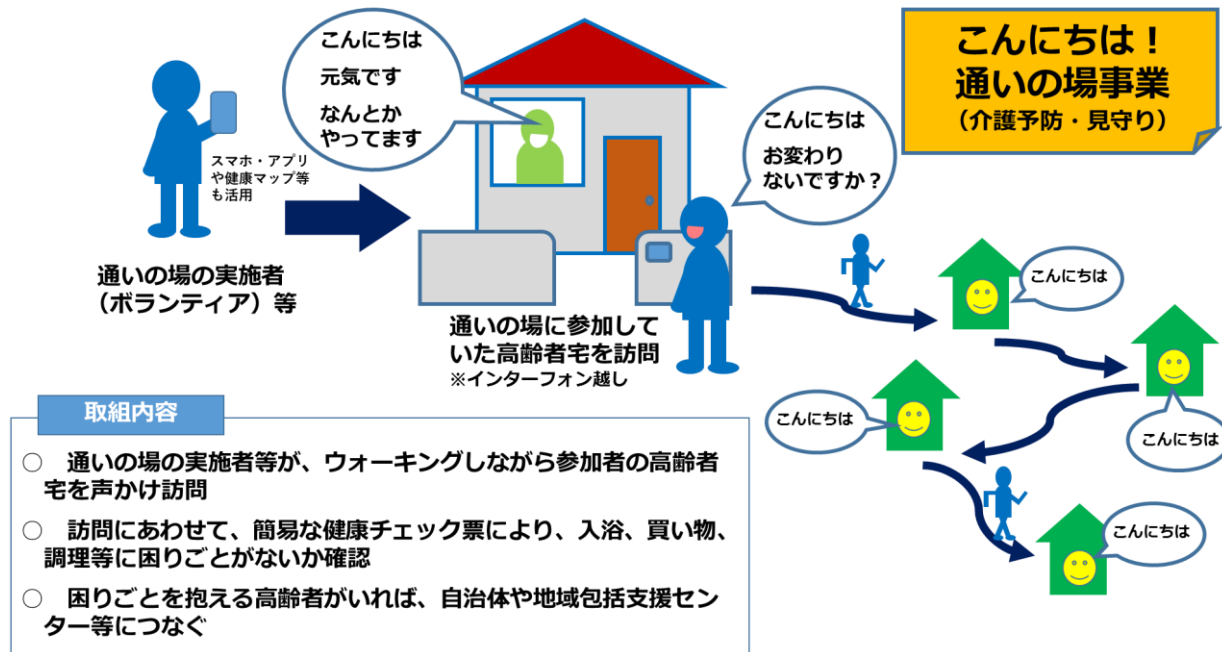 こんにちは！
通いの場事業
（介護予防・見守り）
こんにちは
元気です
なんとか
やってます
スマホ・アプリ
や健康マップ等
も活用
通いの場の実施者
（ボランティア）等
こんにちは
お変わり
ないですか？
通いの場に参加して
いた高齢者宅を訪問
※インターフォン越し
こんにちは
こんにちは
こんにちは
こんにちは
取組内容
○　通いの場の実施者等が、ウォーキングしながら参加者の高齢者
宅を声かけ訪問
○　訪問にあわせて、簡易な健康チェック票により、入浴、買い物、
調理等に困りごとがないか確認
○　困りごとを抱える高齢者がいれば、自治体や地域包括支援セン
ター等につなぐ